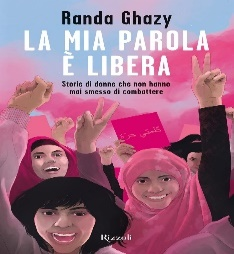 Randa Ghazy
LA MIA PAROLA
È LIBERA
Storie di donne che non hanno
mai smesso di combattere
Rizzoli